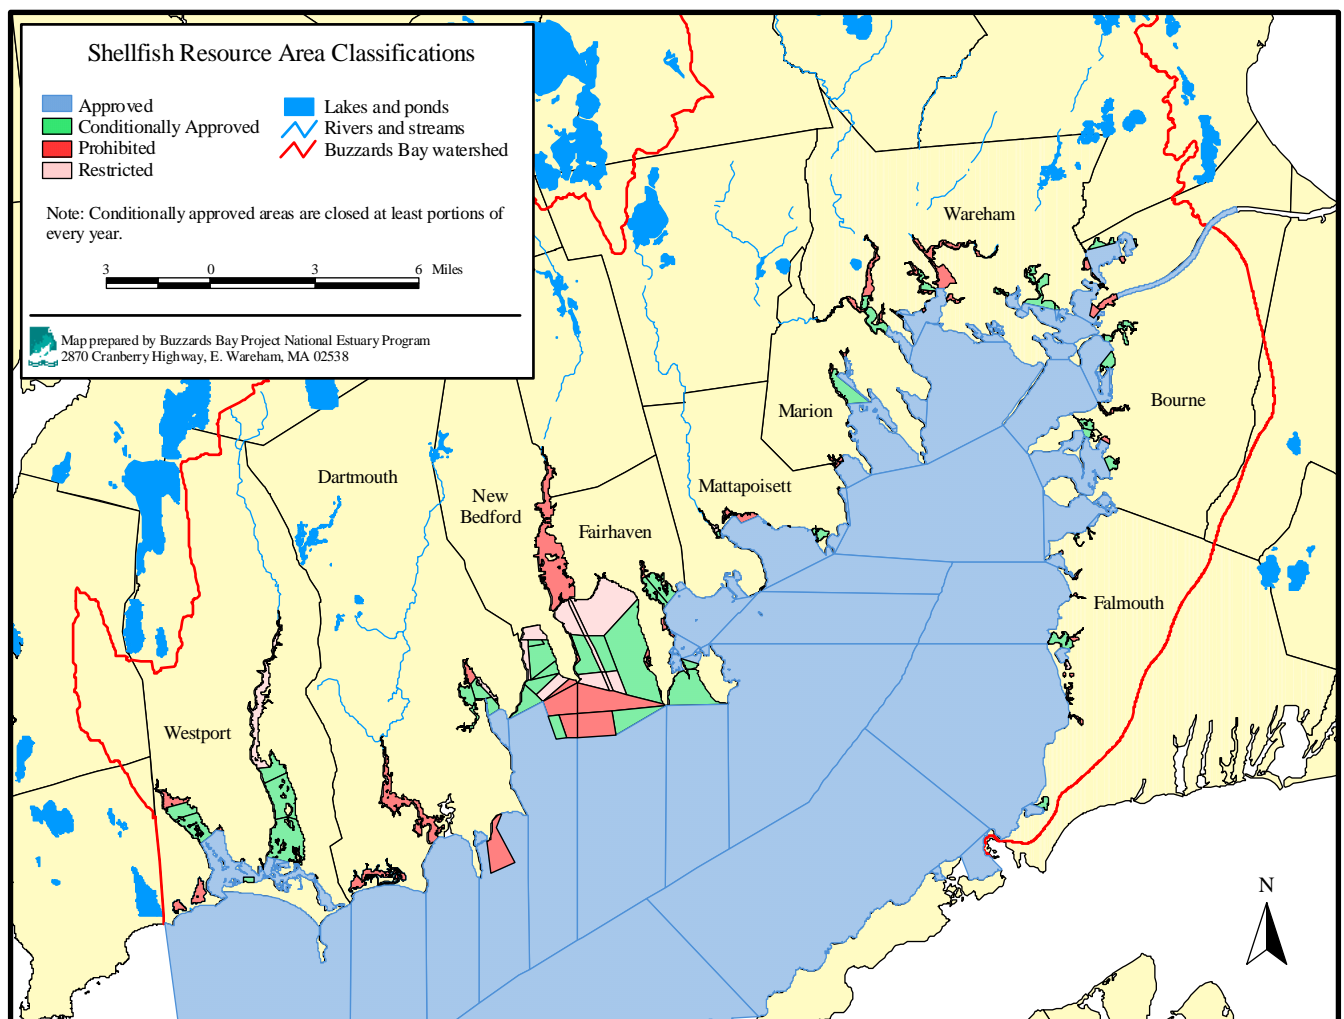 Shellfish Resource Area Classifications
Approved
Conditionally Approved
Prohibited
Restricted
Lakes and ponds
Rivers and streams
Buzzards Bay watershed
Note: Conditionally approved areas are closed at least portions of
every year.
3 0 3 6 Miles
Map prepared by Buzzards Bay Project National Estuary Program
2870 Cranberry Highway, E. Wareham, MA 02538
Wareham
Bourne
Marion
Dartmouth
Mattapoisett
New
Bedford
Fairhaven
Falmouth
Westport
N